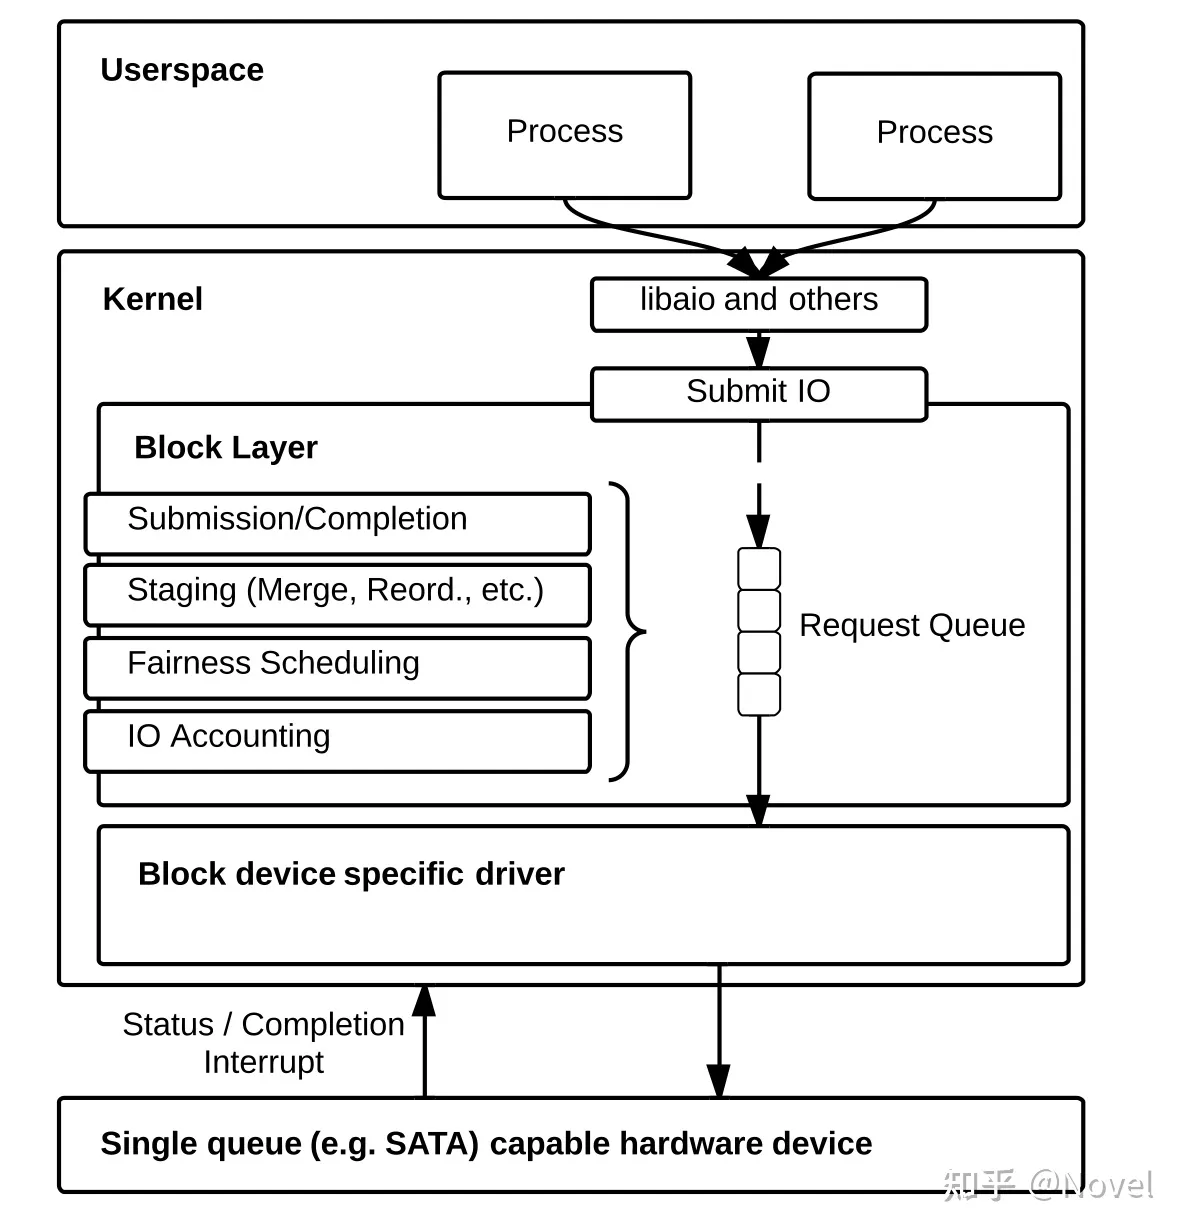 Userspace
Process
Process
Kernel
libaio and others
Submit IO
Block Layer
Submission/Completion
Staging (Merge, Reord., etc.)
Fairness Scheduling
IO Accounting
Request Queue
Block device specific driver
Status / Completion
Interrupt
Single queue (e.g. SATA) capable hardware device
知乎 @Novel